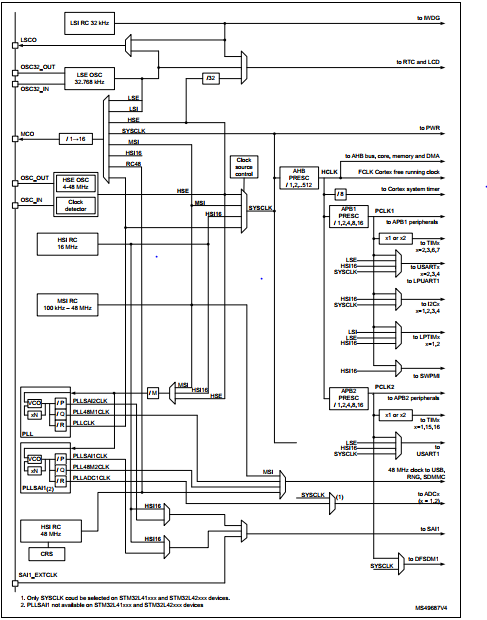 LSI RC 32 kHz
to IWDG
LSCO
OSC32_OUT
LSE OSC
32.768 kHz
OSC32_IN
/32
to RTC and LCD
LSE
LSI
HSE
SYSCLK
to PWR
MCO
/ 1→16
MSI
HSI16
RC48
Clock
source
control
to AHB bus, core, memory and DMA
AHB
PRESC
/ 1,2,..512
HCLK
FCLK Cortex free running clock
OSC_OUT
HSE OSC
4-48 MHz
OSC_IN
Clock
detector
HSE
MSI
HSI16
SYSCLK
/ 8
to Cortex system timer
APB1
PRESC
/ 1,2,4,8,16
PCLK1
to APB1 peripherals
HSI RC
16 MHz
x1 or x2
to TIMx
x=2,3,6,7
LSE
HSI16
SYSCLK
to USARTx
x=2,3,4
to LPUART1
MSI RC
100 kHz – 48 MHz
HSI16
SYSCLK
to I2Cx
x=1,2,3,4
LSI
LSE
HSI16
to LPTIMx
x=1,2
HSI16
to SWPMI
/ M
MSI
HSI16
HSE
APB2
PRESC
/ 1,2,4,8,16
PCLK2
to APB2 peripherals
x1 or x2
to TIMx
x=1,15,16
VCO
xN
/ P
/ Q
/ R
PLL
PLLSAI2CLK
PLL48M1CLK
PLLCLK
LSE
HSI16
SYSCLK
to
USART1
VCO
xN
/ P
/ Q
/ R
PLLSAI1(2)
PLLSAI1CLK
PLL48M2CLK
PLLADC1CLK
MSI
48 MHz clock to USB,
RNG, SDMMC
SYSCLK
(1)
to ADCx
(x = 1,2)
HSI RC
48 MHz
CRS
HSI16
HSI16
to SAI1
SAI1_EXTCLK
SYSCLK
to DFSDM1
1. Only SYSCLK coud be selected on STM32L41xxx and STM32L42xxx devices.
2. PLLSAI1 not available on STM32L41xxx and STM32L42xxx devices
MS49667V4